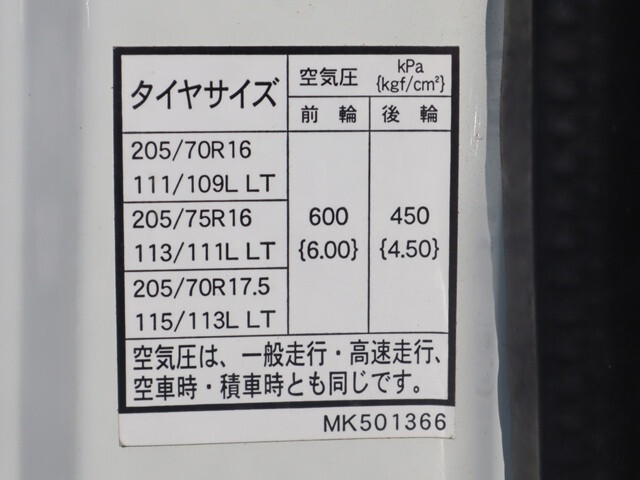 タイヤサイズ 空気圧 kPa
{kgf/cm²}
前輪 後輪
205/70R16
111/109L LT
205/75R16 600 450
113/111L LT {6.00} {4.50}
205/70R17.5
115/113L LT
空気圧は、一般走行・高速走行、
空車時・積車時とも同じです。
MK501366